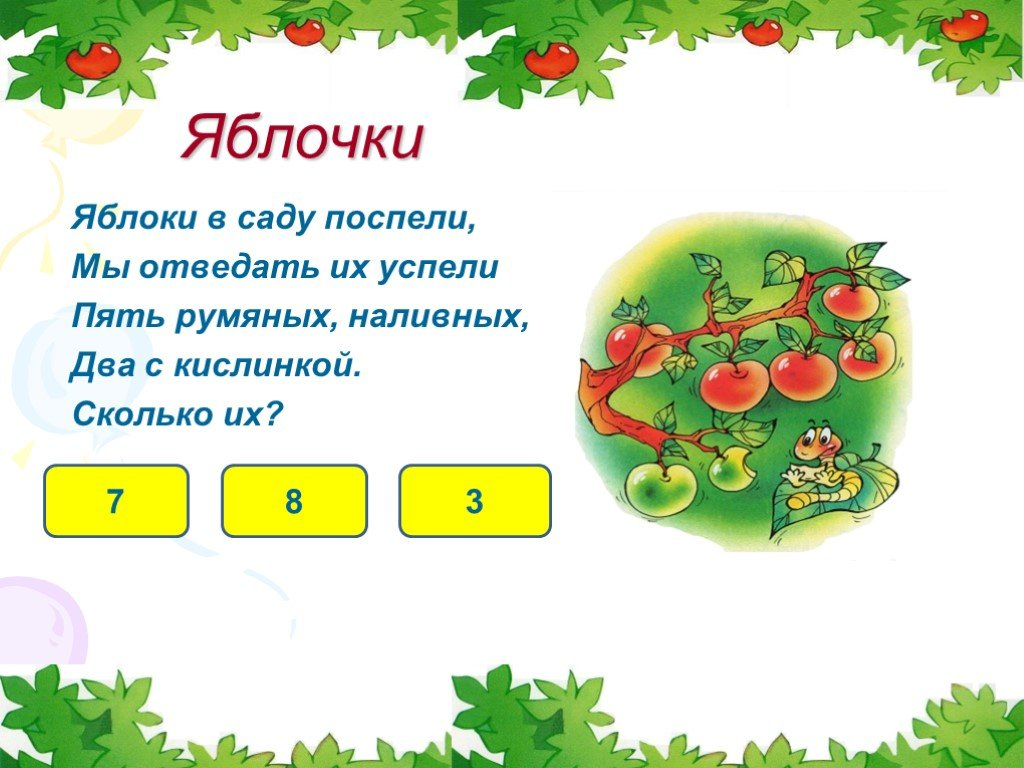 Яблочки
Яблоки в саду поспели,
Мы отведать их успели
Пять румяных, наливных,
Два с кислинкой.
Сколько их?
7 8 3